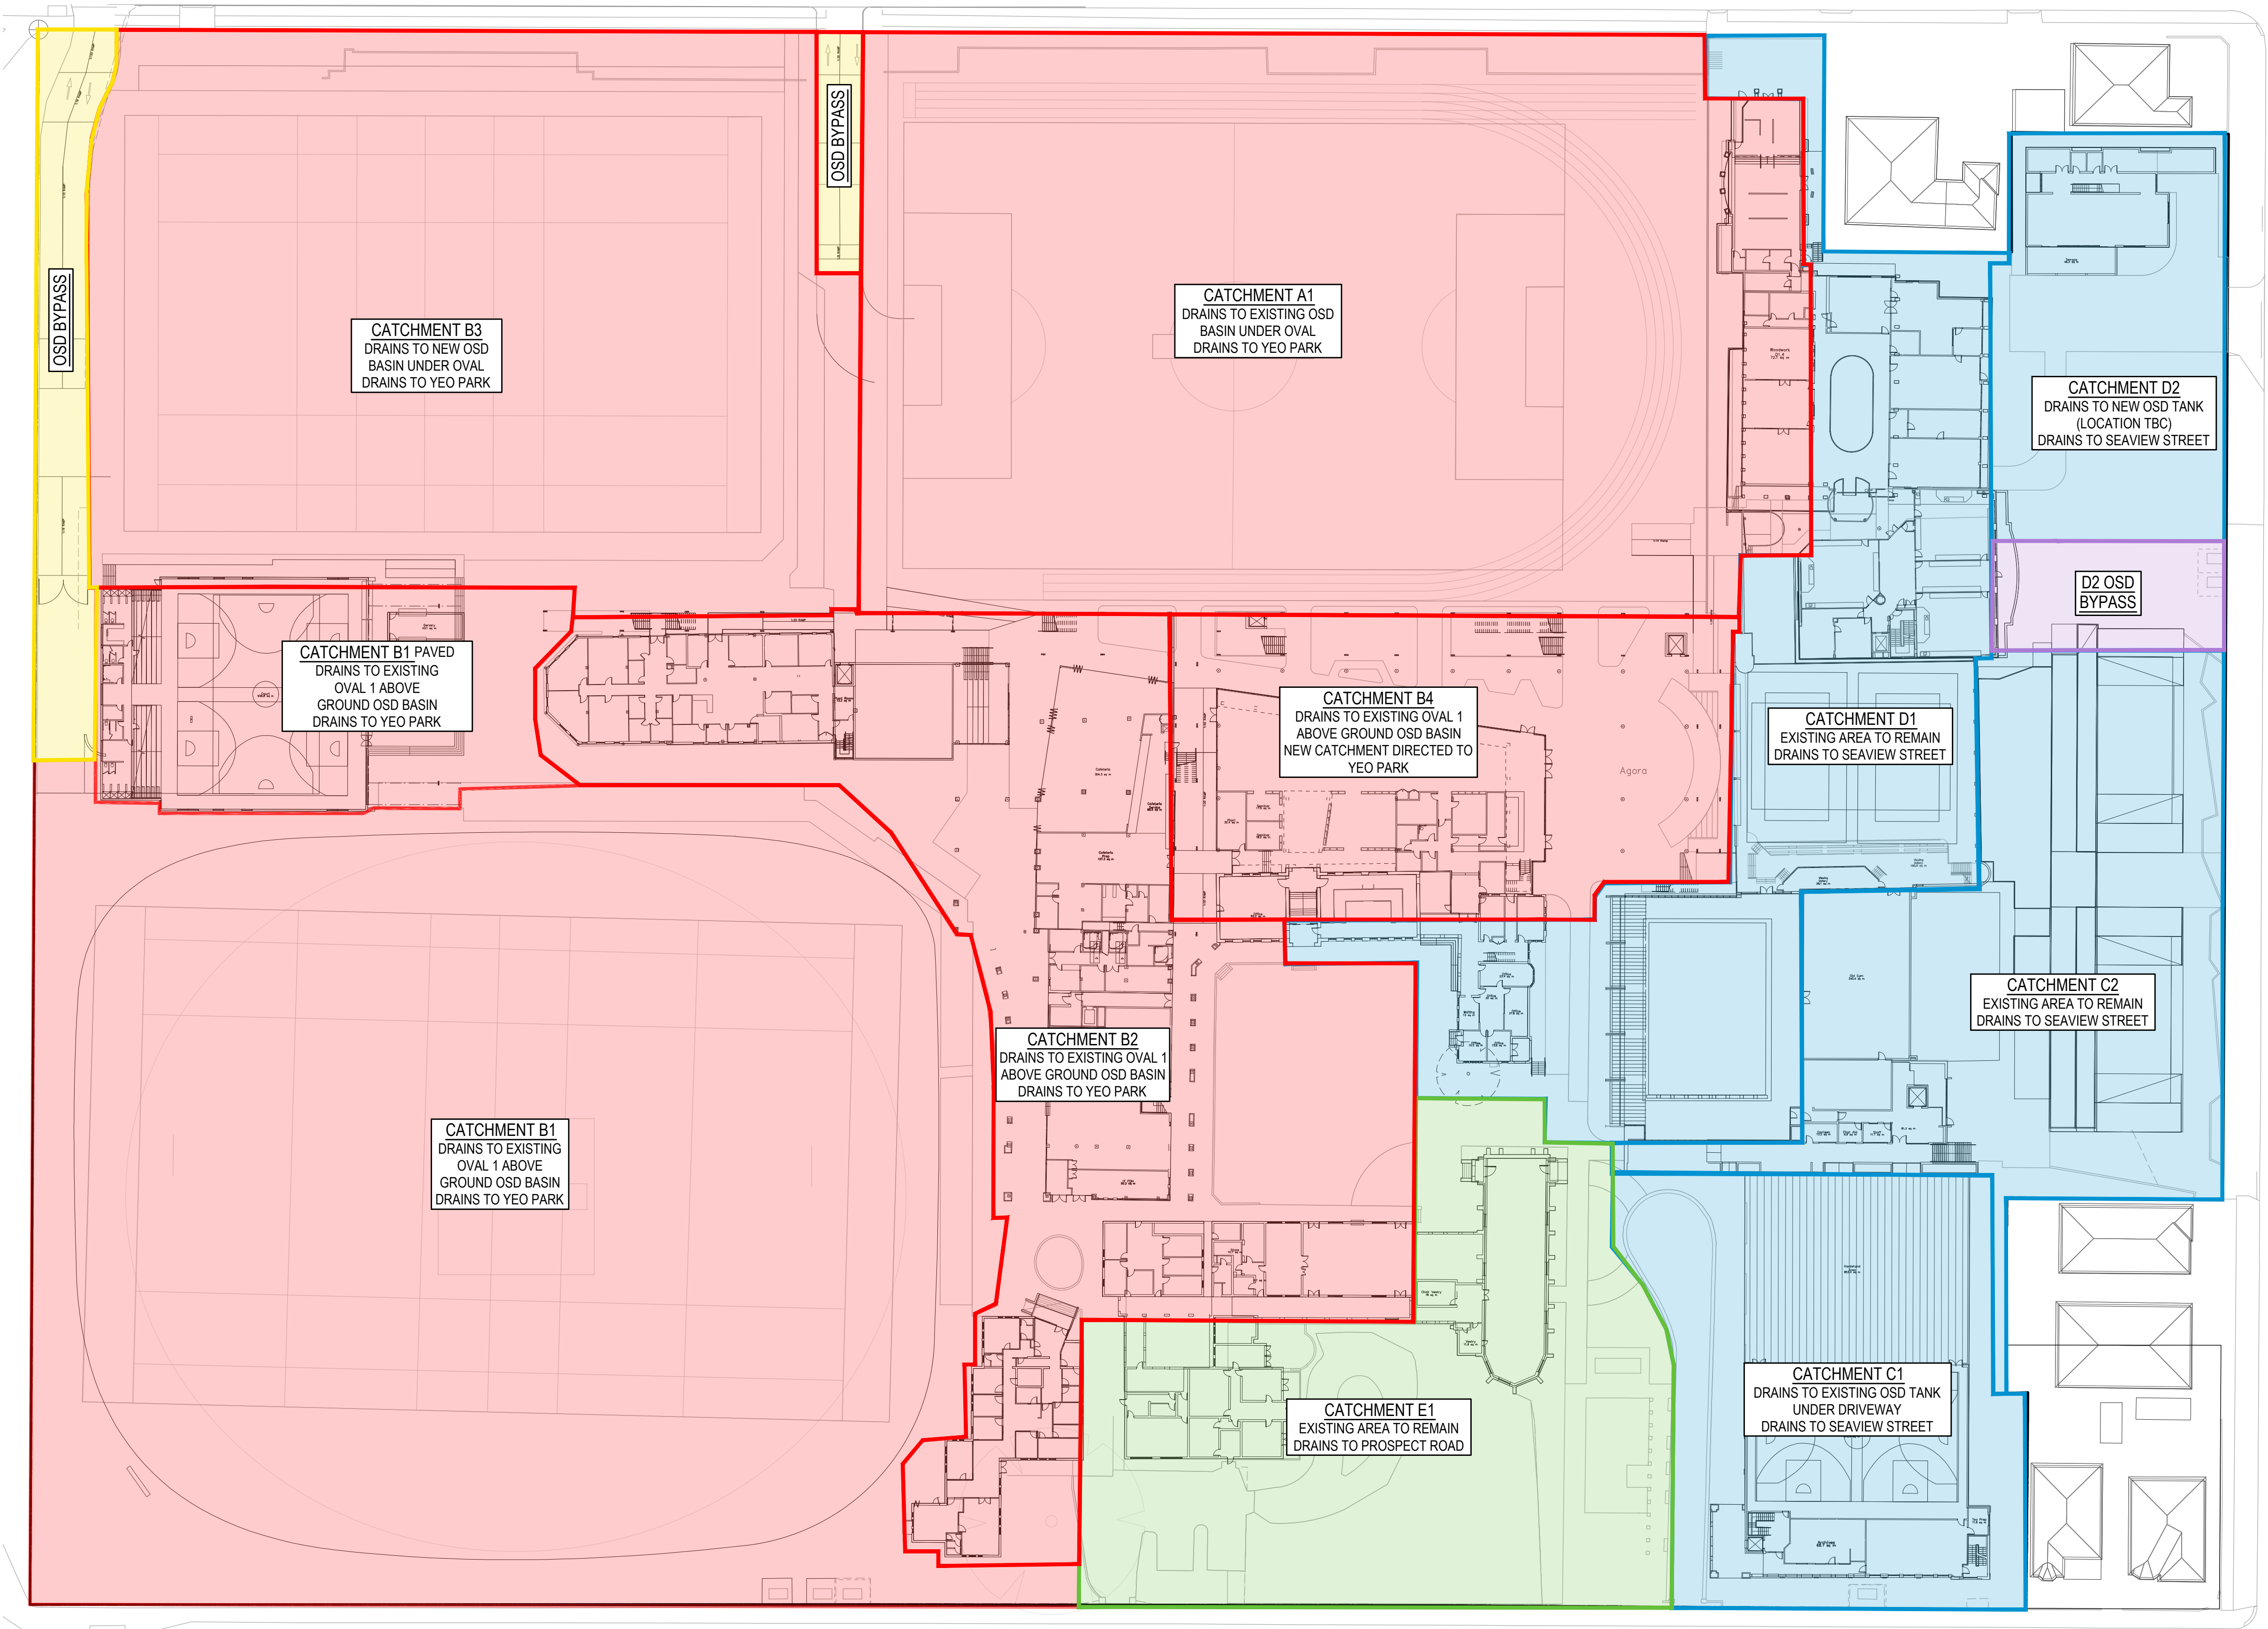 OSD BYPASS
OSD BYPASS
CATCHMENT B3
DRAINS TO NEW OSD
BASIN UNDER OVAL
DRAINS TO YEO PARK
CATCHMENT A1
DRAINS TO EXISTING OSD
BASIN UNDER OVAL
DRAINS TO YEO PARK
Woodwork
CATCHMENT D2
DRAINS TO NEW OSD TANK
(LOCATION TBC)
DRAINS TO SEAVIEW STREET
D2 OSD
BYPASS
CATCHMENT B1 PAVED
DRAINS TO EXISTING
OVAL 1 ABOVE
GROUND OSD BASIN
DRAINS TO YEO PARK
CATCHMENT B4
DRAINS TO EXISTING OVAL 1
ABOVE GROUND OSD BASIN
NEW CATCHMENT DIRECTED TO
YEO PARK
Agora
CATCHMENT D1
EXISTING AREA TO REMAIN
DRAINS TO SEAVIEW STREET
Cafeteria
CATCHMENT C2
EXISTING AREA TO REMAIN
DRAINS TO SEAVIEW STREET
CATCHMENT B2
DRAINS TO EXISTING OVAL 1
ABOVE GROUND OSD BASIN
DRAINS TO YEO PARK
CATCHMENT B1
DRAINS TO EXISTING
OVAL 1 ABOVE
GROUND OSD BASIN
DRAINS TO YEO PARK
CATCHMENT E1
EXISTING AREA TO REMAIN
DRAINS TO PROSPECT ROAD
CATCHMENT C1
DRAINS TO EXISTING OSD TANK
UNDER DRIVEWAY
DRAINS TO SEAVIEW STREET